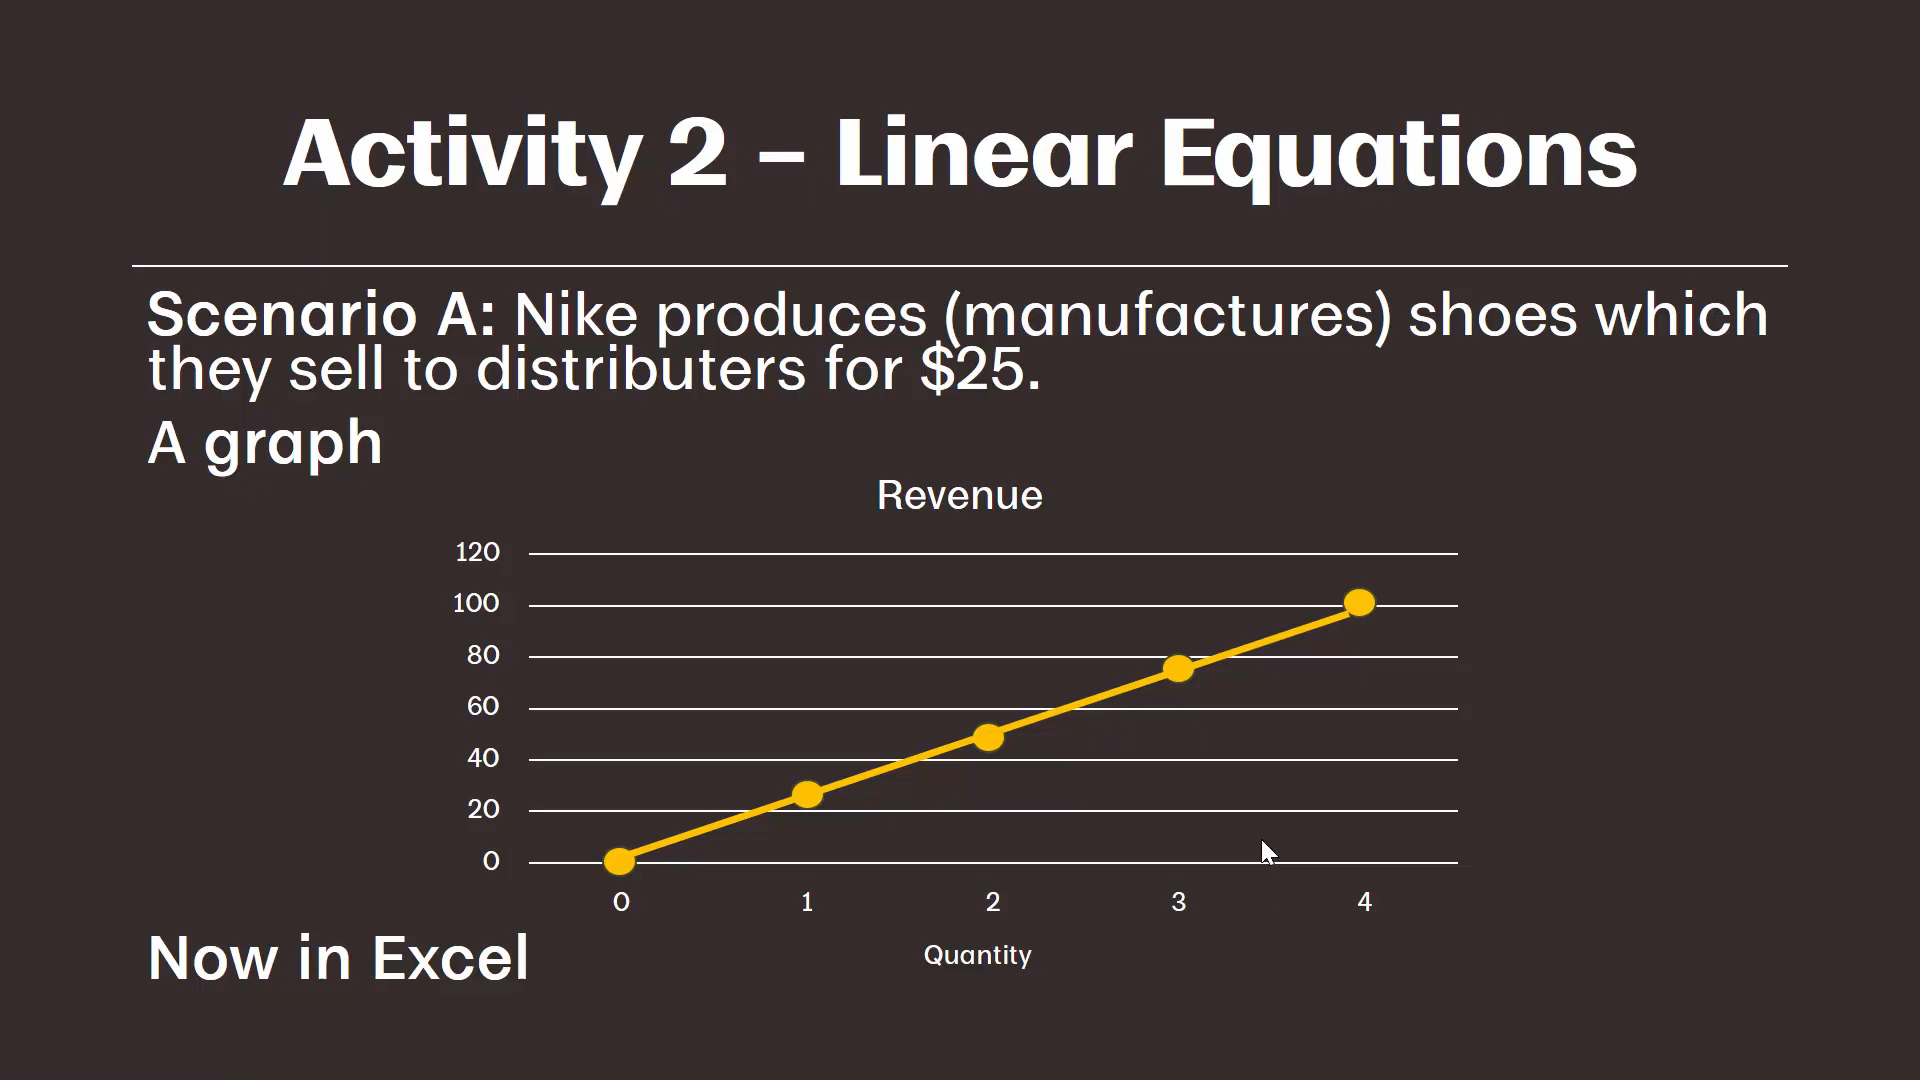 Activity 2 – Linear Equations
Scenario A: Nike produces (manufactures) shoes which
they sell to distributers for $25.
A graph
Revenue
120
100
80
60
40
20
0
0 1 2 3 4
Quantity
Now in Excel